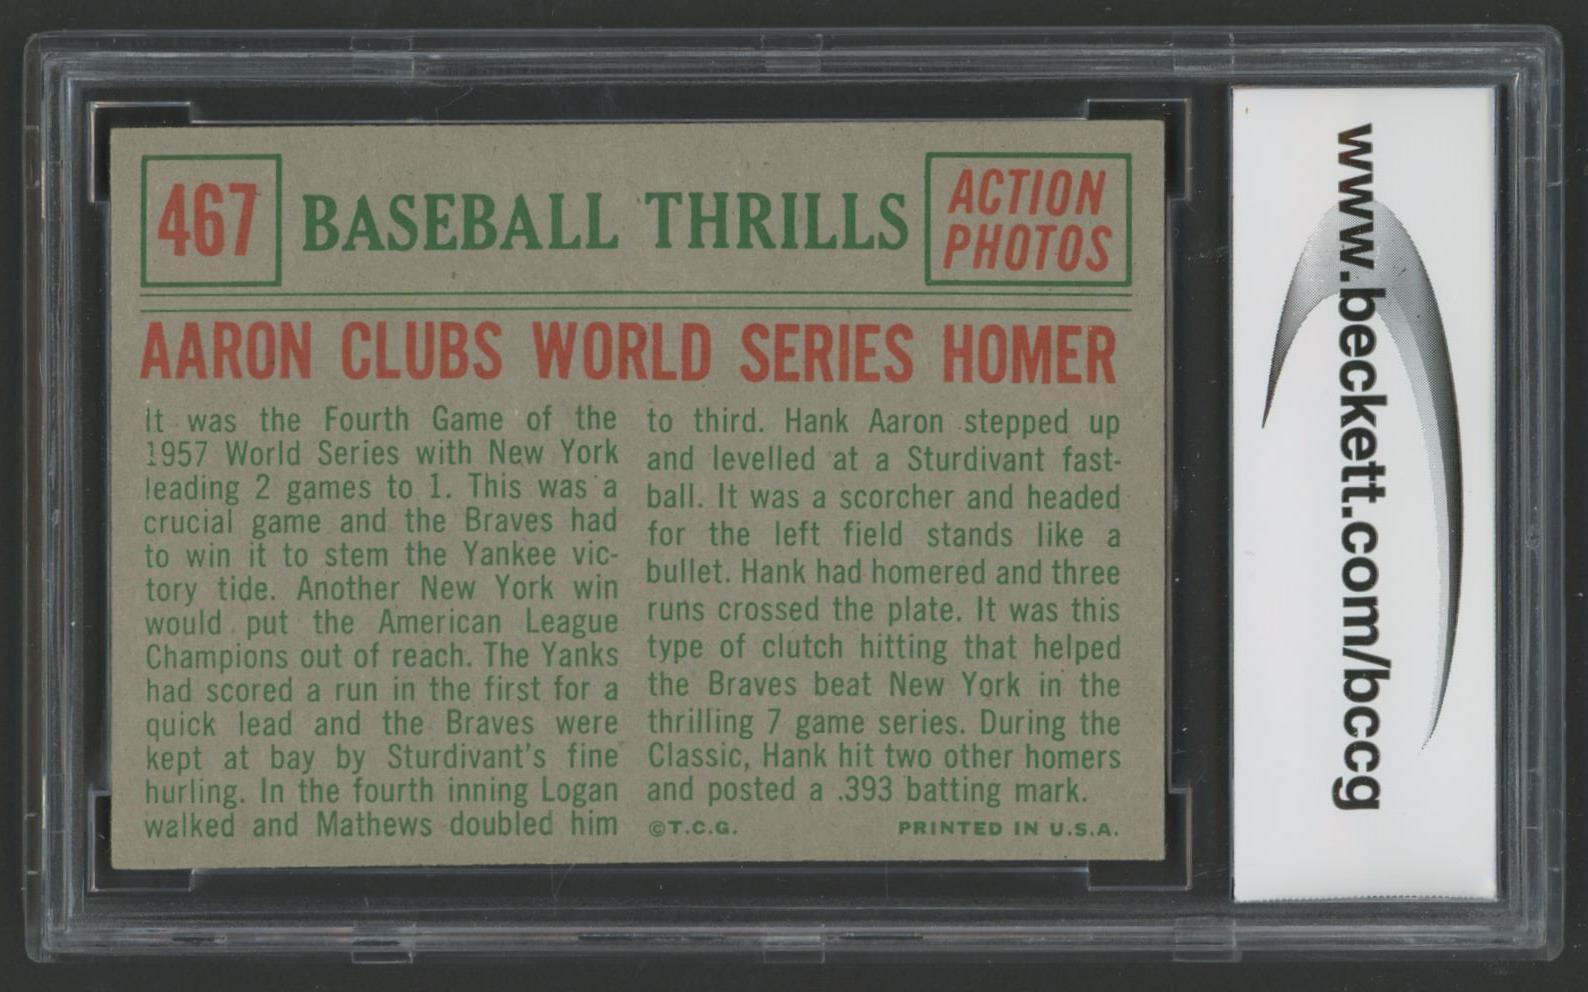 467
BASEBALL THRILLS
ACTION
PHOTOS
AARON CLUBS WORLD SERIES HOMER
It was the Fourth Game of the
1957 World Series with New York
leading 2 games to 1. This was a
crucial game and the Braves had
to win it to stem the Yankee vic-
tory tide. Another New York win
would put the American League
Champions out of reach. The Yanks
had scored a run in the first for a
quick lead and the Braves were
kept at bay by Sturdivant's fine
hurling. In the fourth inning Logan
walked and Mathews doubled him
to third. Hank Aaron stepped up
and levelled at a Sturdivant fast-
ball. It was a scorcher and headed
for the left field stands like a
bullet. Hank had homered and three
runs crossed the plate. It was this
type of clutch hitting that helped
the Braves beat New York in the
thrilling 7 game series. During the
Classic, Hank hit two other homers
and posted a .393 batting mark.
©T.C.G. PRINTED IN U.S.A.
www.beckett.com/bccg